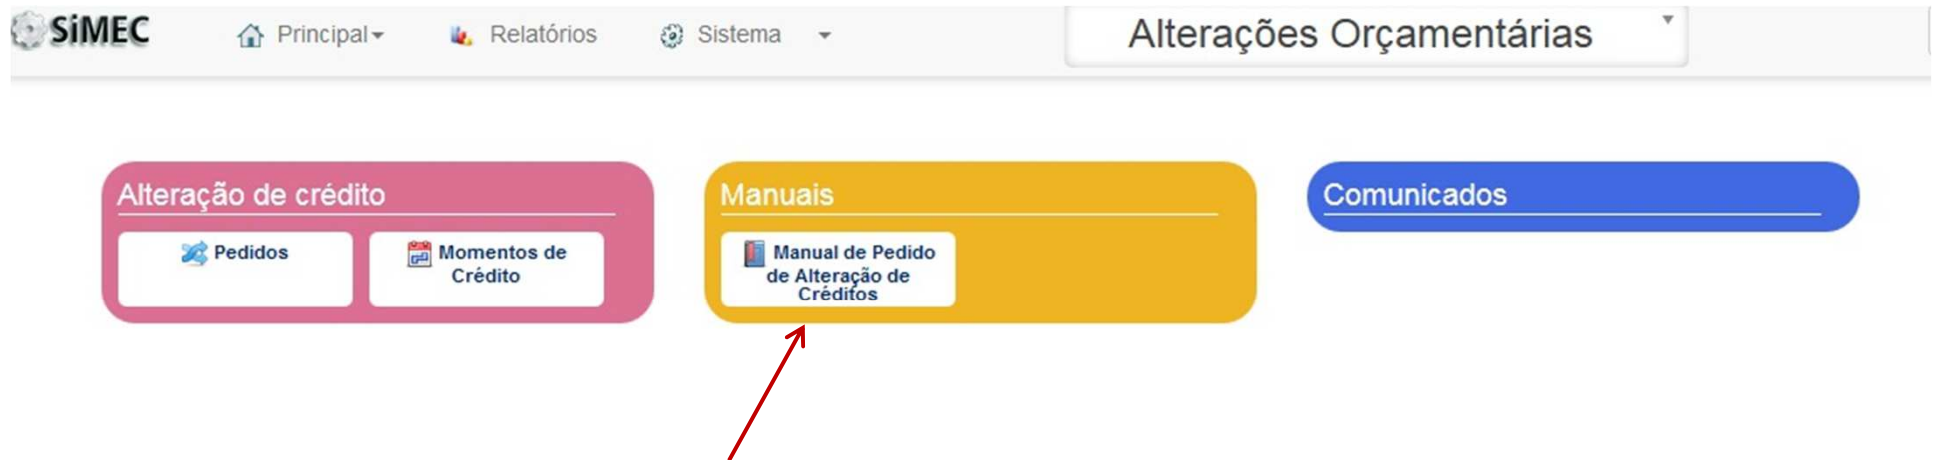 SiMEC Principal Relatórios Sistema Alterações Orçamentárias
Alteração de crédito
Pedidos
Momentos de
Crédito
Manuais
Manual de Pedido
de Alteração de
Créditos
Comunicados